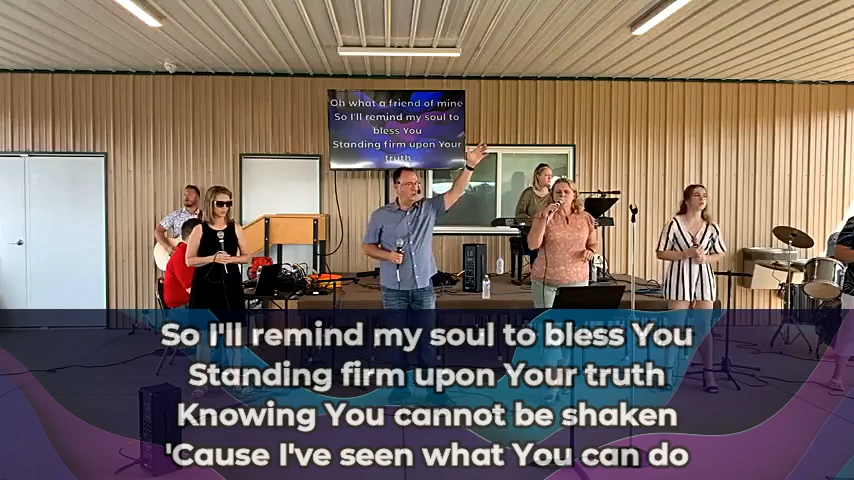 Oh what a friend of mine
So I'll remind my soul to
bless You
Standing firm upon Your
truth
So I'll remind my soul to bless You
Standing firm upon Your truth
Knowing You cannot be shaken
'Cause I've seen what You can do